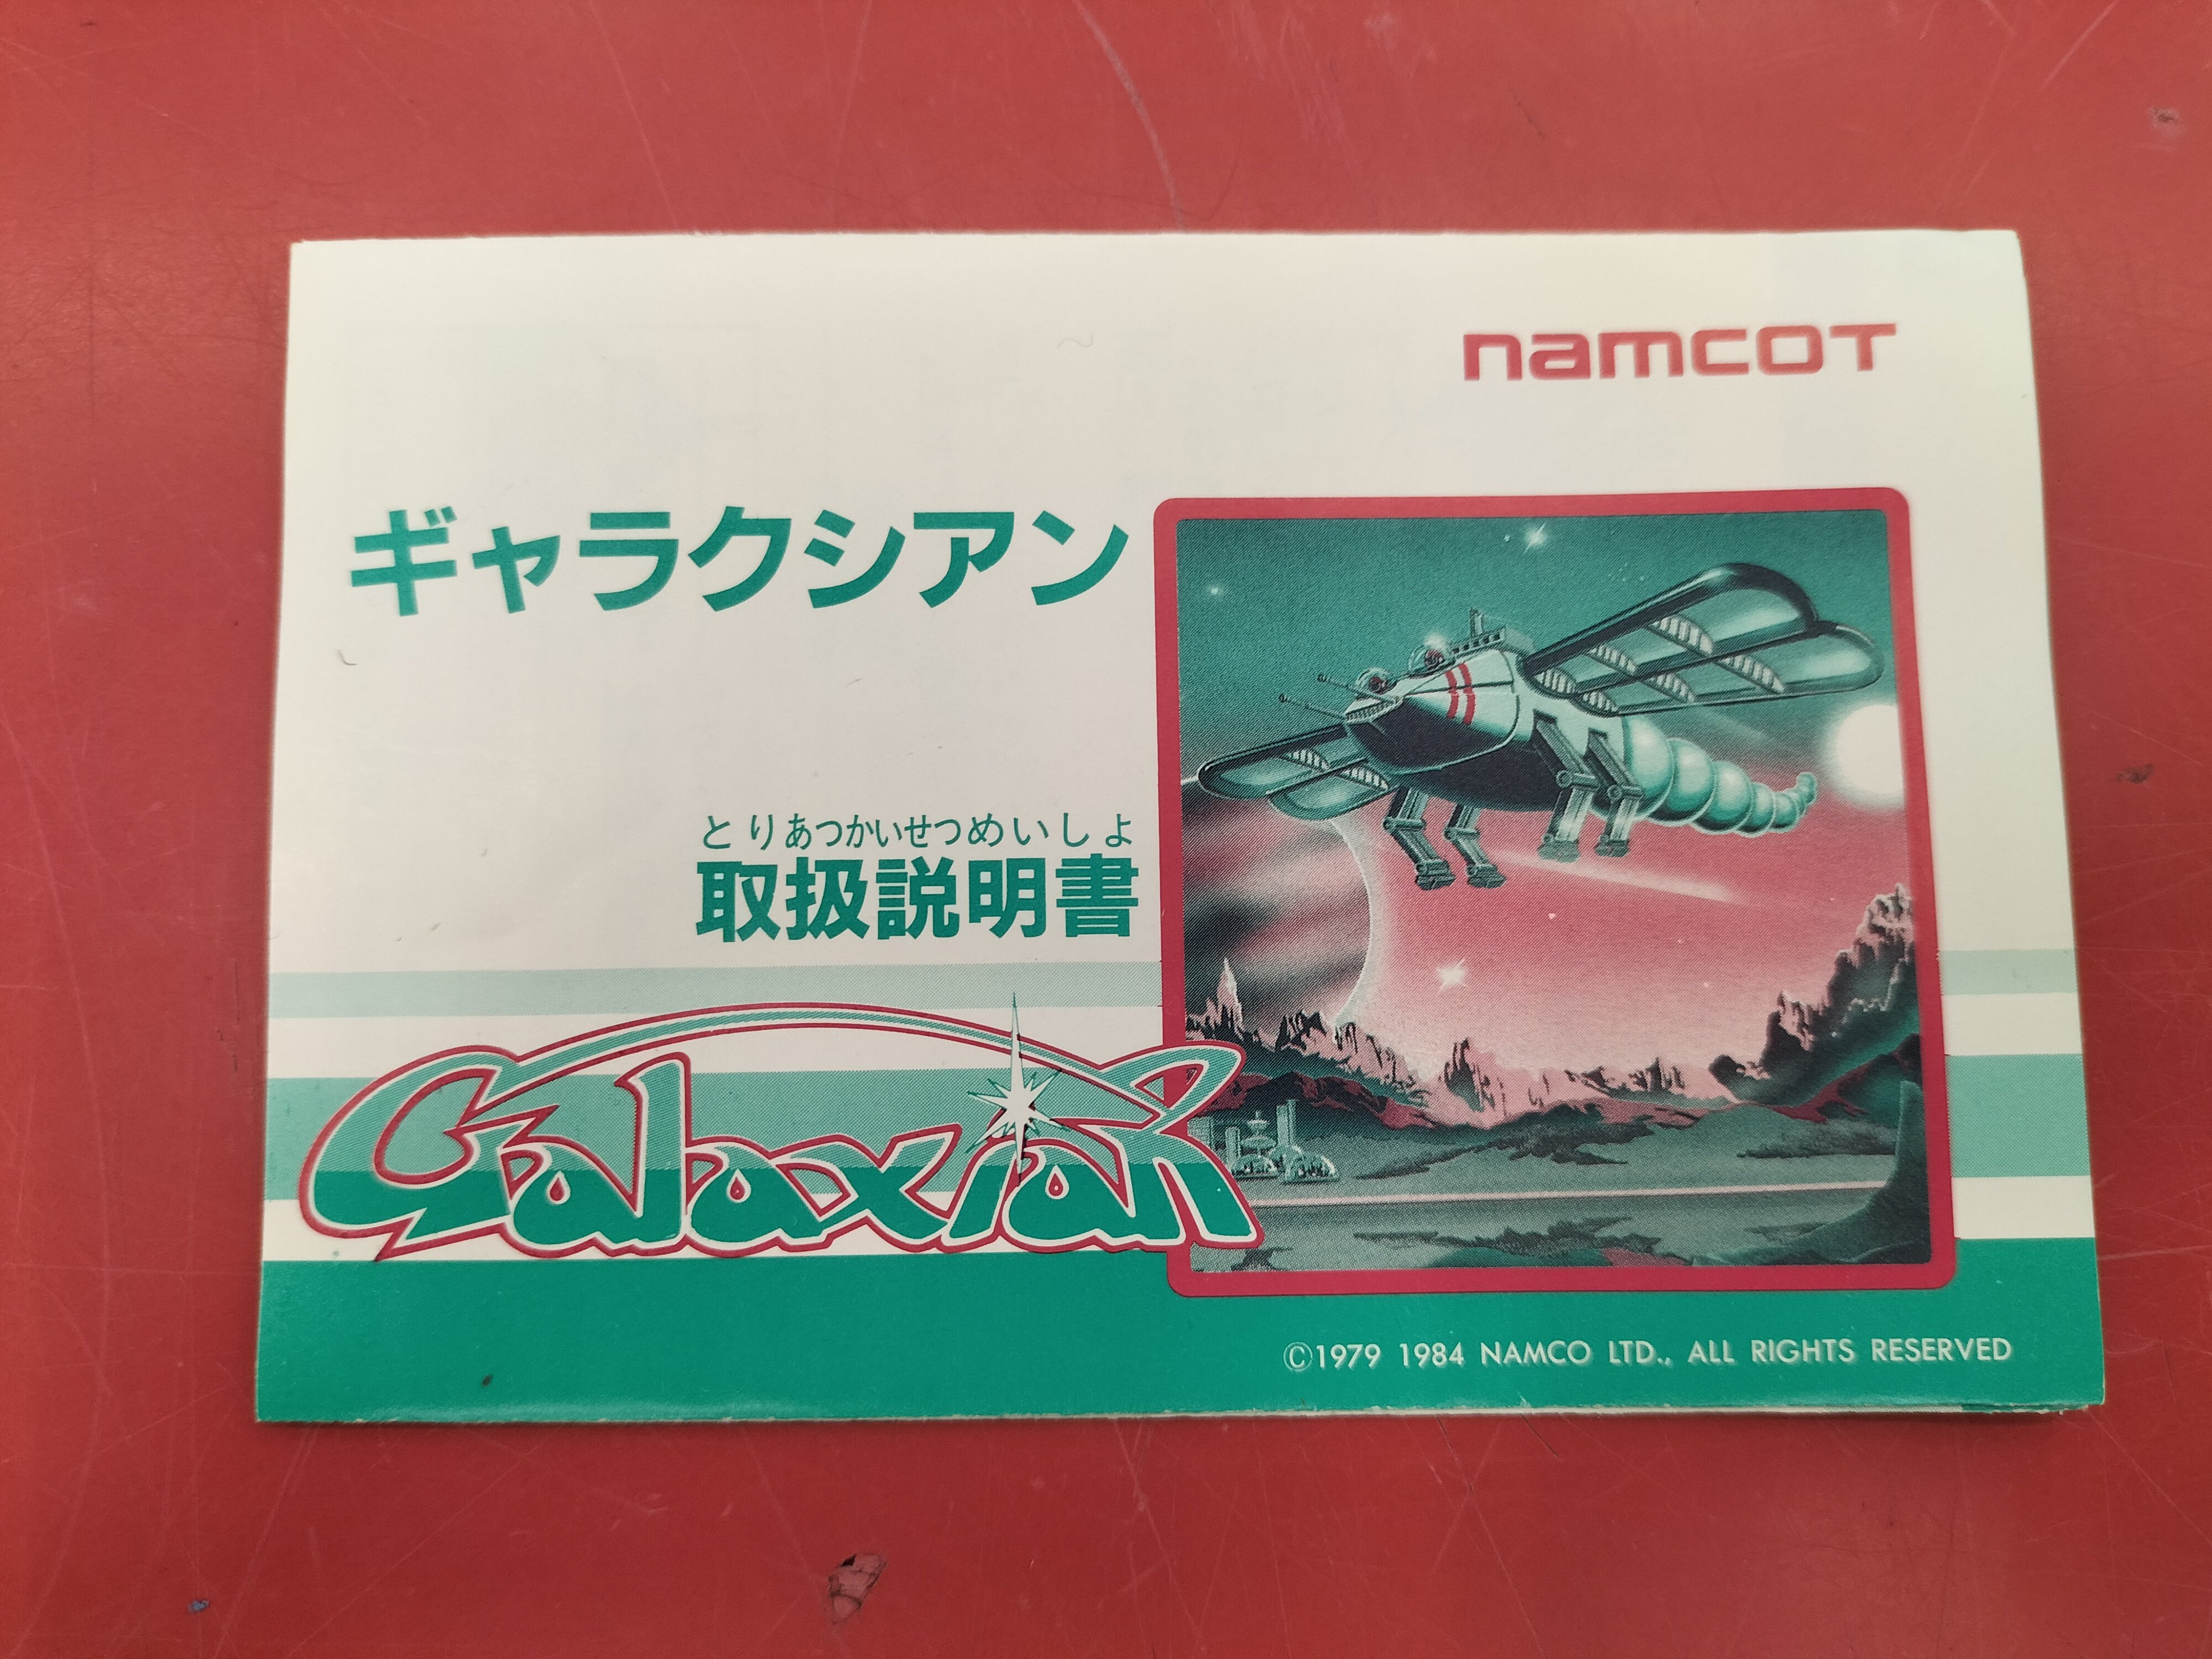 namcot
ギャラクシアン
とりあつかいせつめいしよ
取扱説明書
Galaxian
©1979 1984 NAMCO LTD., ALL RIGHTS RESERVED